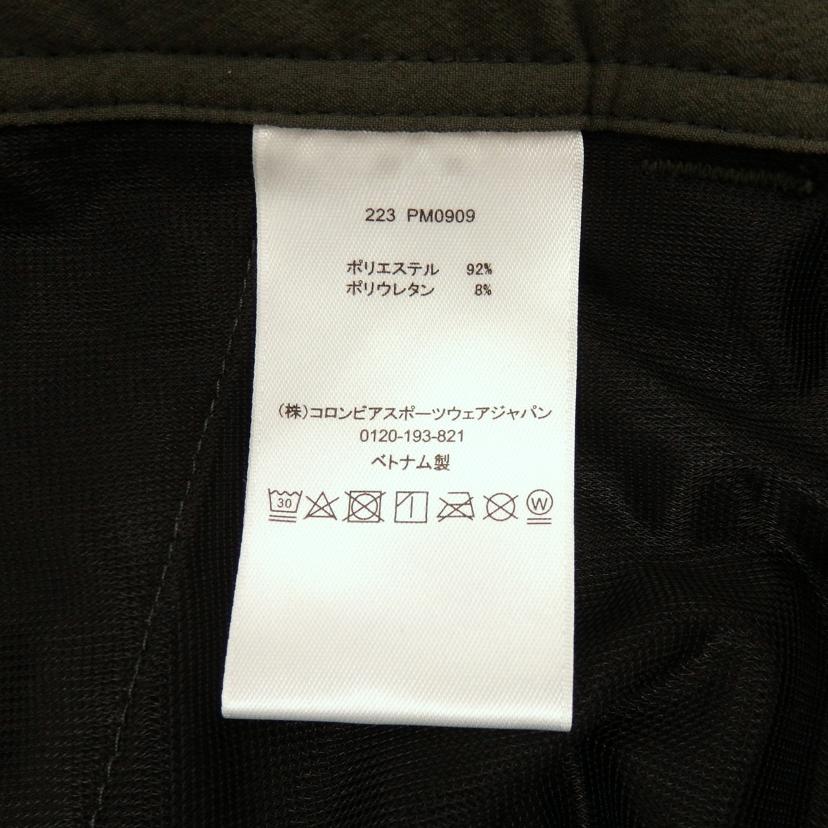 223 PM0909
ポリエステル 92%
ポリウレタン 8%
(株)コロンビアスポーツウェアジャパン
0120-193-821
ベトナム製
30 W